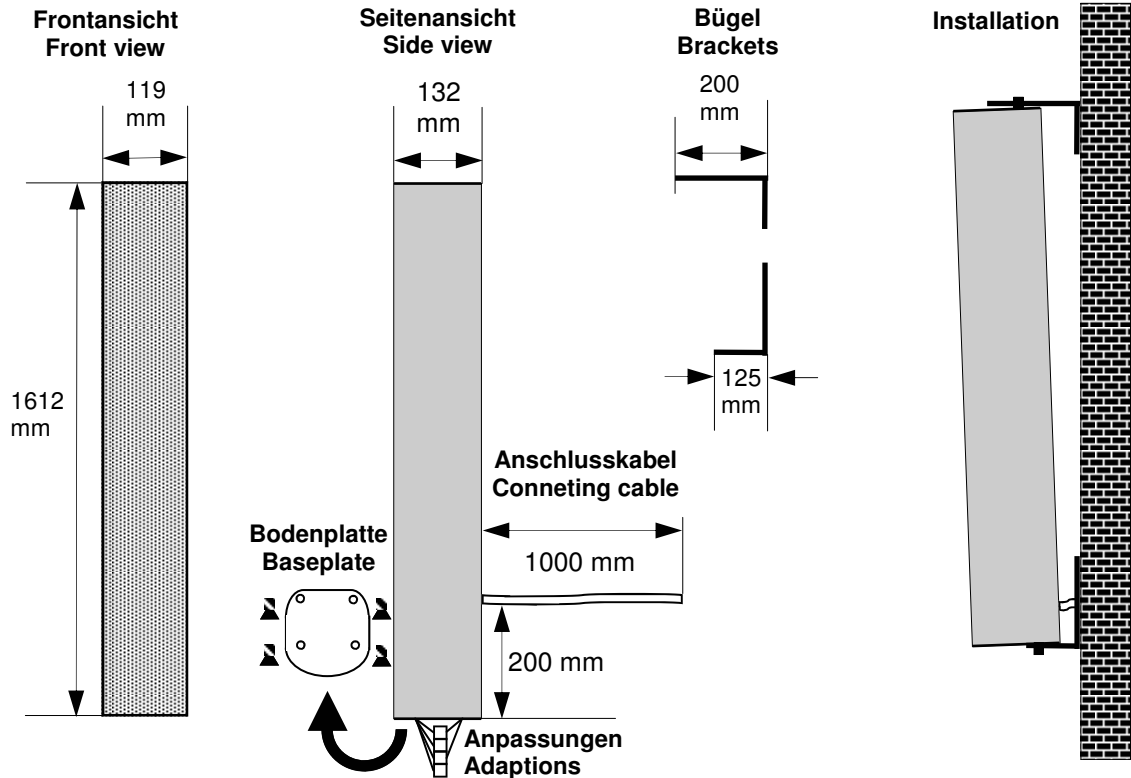 Frontansicht
Front view
119
mm
1612
mm
Seitenansicht
Side view
132
mm
Bügel
Brackets
200
mm
125
mm
Installation
Anschlusskabel
Conneting cable
1000 mm
200 mm
Bodenplatte
Baseplate
Anpassungen
Adaptions